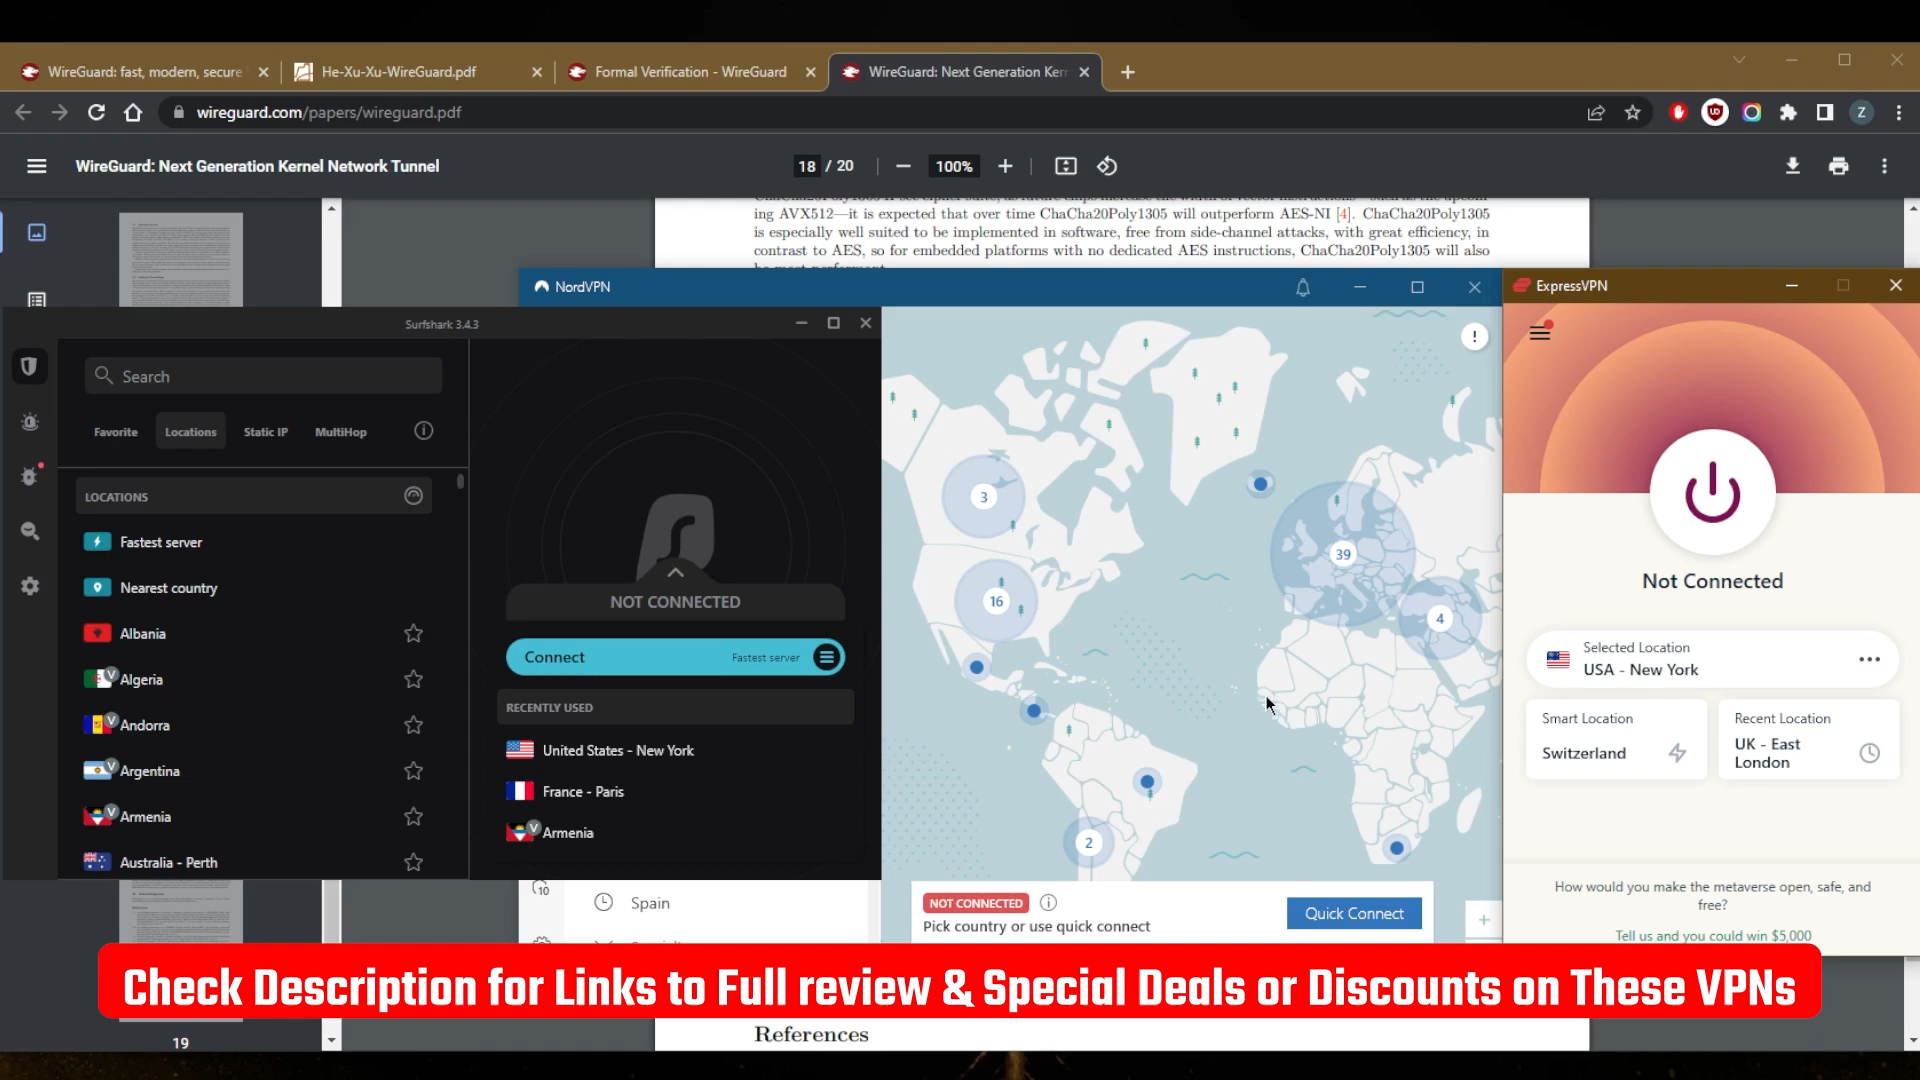 WireGuard: fast, modern, secure
He-Xu-Xu-WireGuard.pdf
Formal Verification - WireGuard
WireGuard: Next Generation Ker
wireguard.com/papers/wireguard.pdf
Z
WireGuard: Next Generation Kernel Network Tunnel
18 / 20
100%
ing AVX512—it is expected that over time ChaCha20Poly1305 will outperform AES-NI [4]. ChaCha20Poly1305
is especially well suited to be implemented in software, free from side-channel attacks, with great efficiency, in
contrast to AES, so for embedded platforms with no dedicated AES instructions, ChaCha20Poly1305 will also
NordVPN
ExpressVPN
Surfshark 3.4.3
Search
Favorite
Locations
Static IP
MultiHop
LOCATIONS
Fastest server
Nearest country
Albania
Algeria
Andorra
Argentina
Armenia
Australia - Perth
NOT CONNECTED
Connect
Fastest server
RECENTLY USED
United States - New York
France - Paris
Armenia
3
16
39
4
2
!
10
Spain
NOT CONNECTED
Pick country or use quick connect
Quick Connect
Not Connected
Selected Location
USA - New York
Smart Location
Switzerland
Recent Location
UK - East
London
How would you make the metaverse open, safe, and
free?
Tell us and you could win $5,000
Check Description for Links to Full review & Special Deals or Discounts on These VPNs
References
19